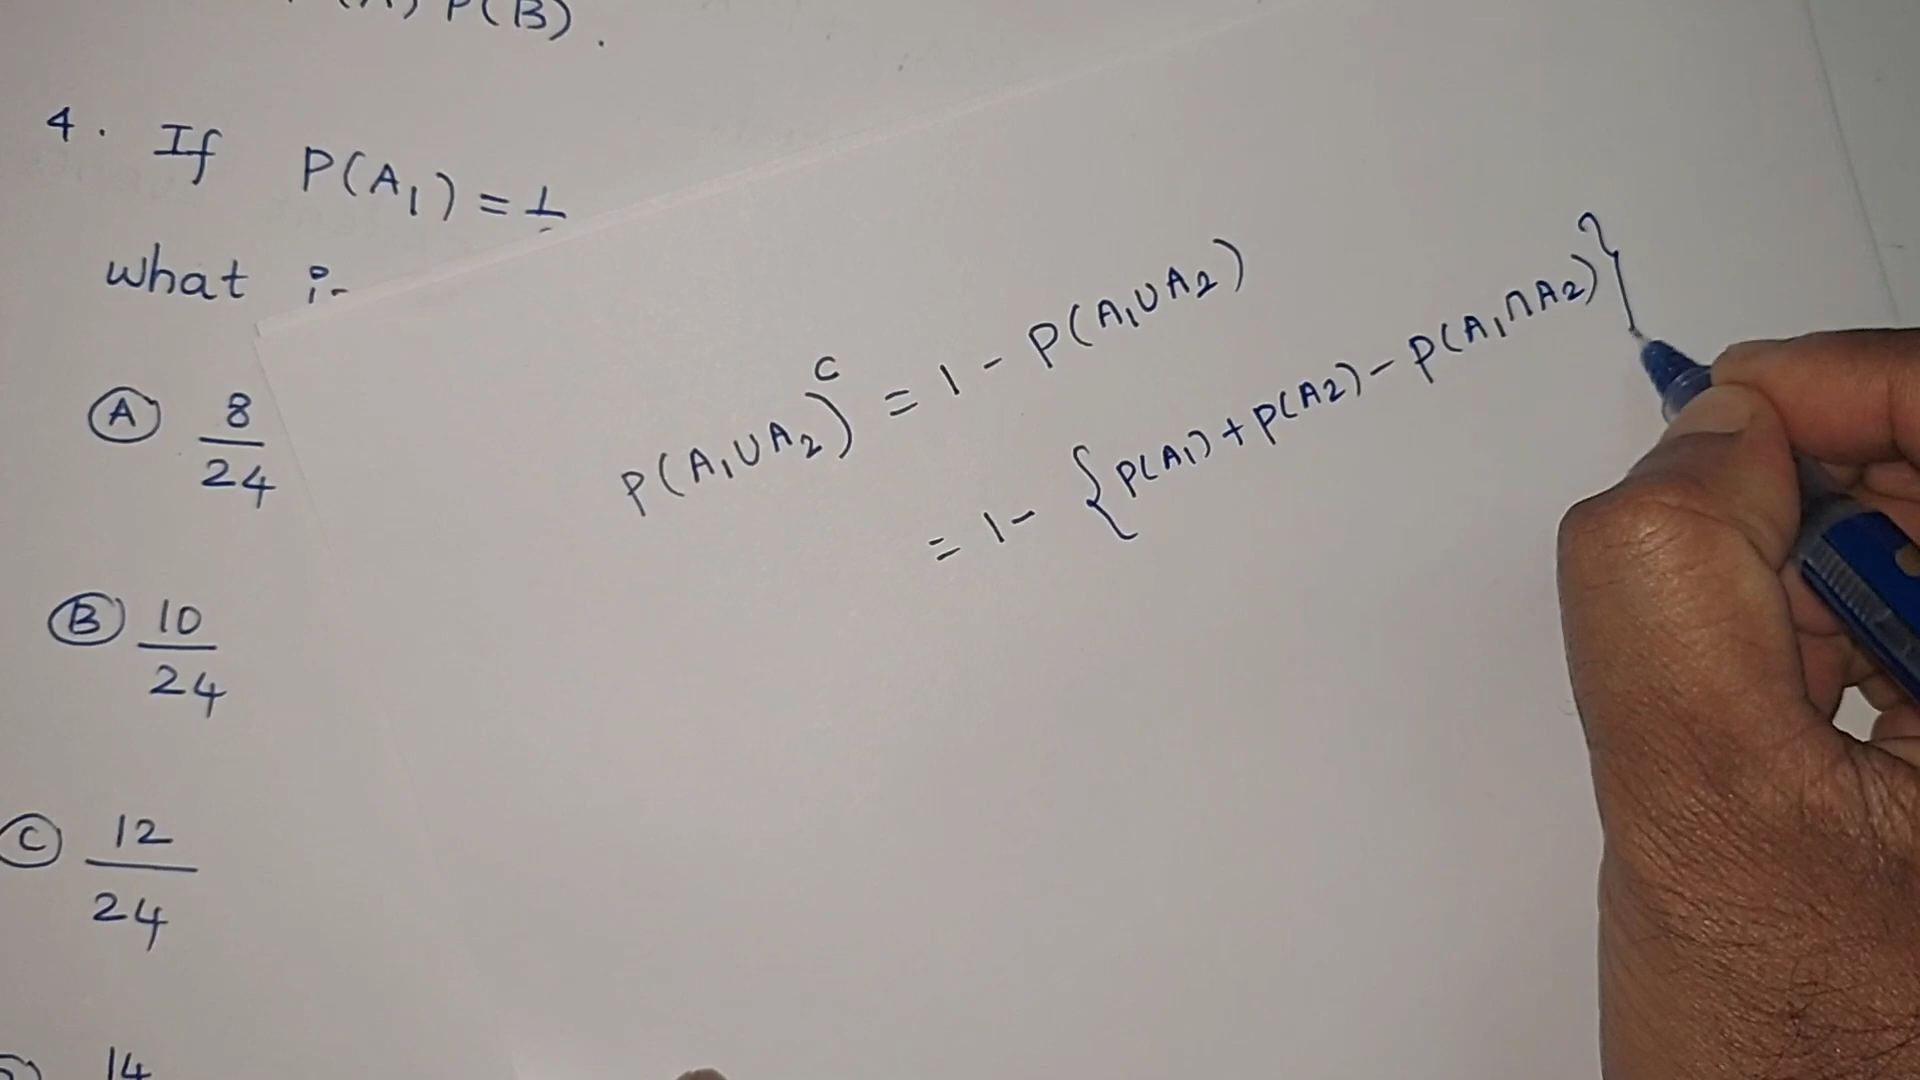 P(B).
4. If P(A₁) =
What
(A) 8/24
(B) 10/24
(C) 12/24
14
P(A₁∪A₂)ᶜ = 1 - P(A₁∪A₂)
= 1 - {P(A₁) + P(A₂) - P(A₁∩A₂)}